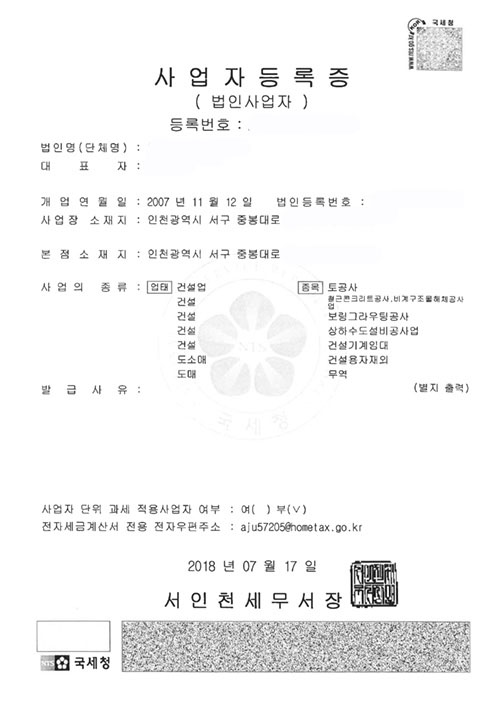 국세청
사업자등록증
( 법인사업자 )
등록번호 :
법인명(단체명) :
대 표 자 :
개 업 연 월 일 : 2007 년 11 월 12 일 법인등록번호 :
사업장 소재지 : 인천광역시 서구 중봉대로
본 점 소 재 지 : 인천광역시 서구 중봉대로
사 업 의 종 류 : 업태 건설업 종목 토공사
건설 철근콘크리트공사,비계구조물해체공사
업
건설 보링그라우팅공사
건설 상하수도설비공사업
건설 건설기계임대
도소매 건설용자재외
도매 무역
발 급 사 유 : (별지 출력)
NTS
국세청
사업자 단위 과세 적용사업자 여부 : 여( ) 부(∨)
전자세금계산서 전용 전자우편주소 : aju57205@hometax.go.kr
2018 년 07 월 17 일
서인천세무서장
NTS 국세청